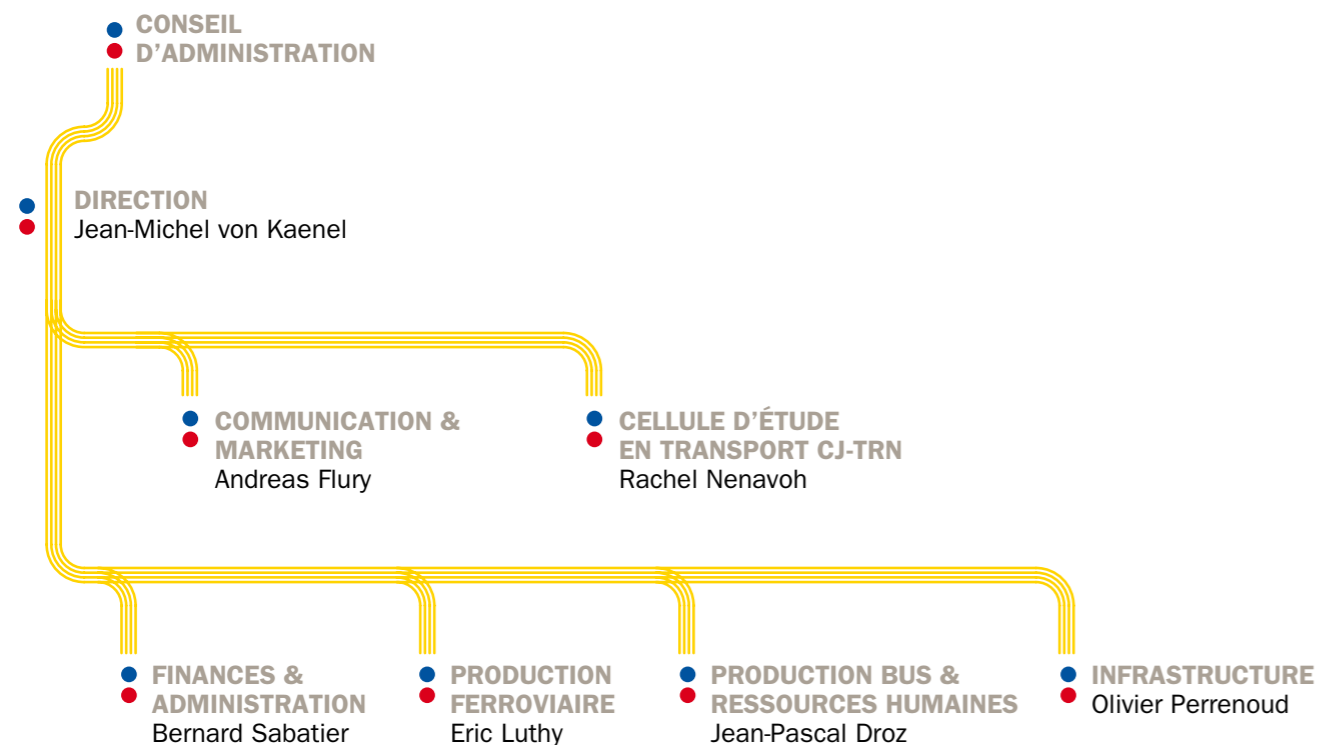 CONSEIL
D’ADMINISTRATION
DIRECTION
Jean-Michel von Kaenel
COMMUNICATION &
MARKETING
Andreas Flury
CELLULE D’ÉTUDE
EN TRANSPORT CJ-TRN
Rachel Nenavoh
FINANCES &
ADMINISTRATION
Bernard Sabatier
PRODUCTION
FERROVIAIRE
Eric Luthy
PRODUCTION BUS &
RESSOURCES HUMAINES
Jean-Pascal Droz
INFRASTRUCTURE
Olivier Perrenoud